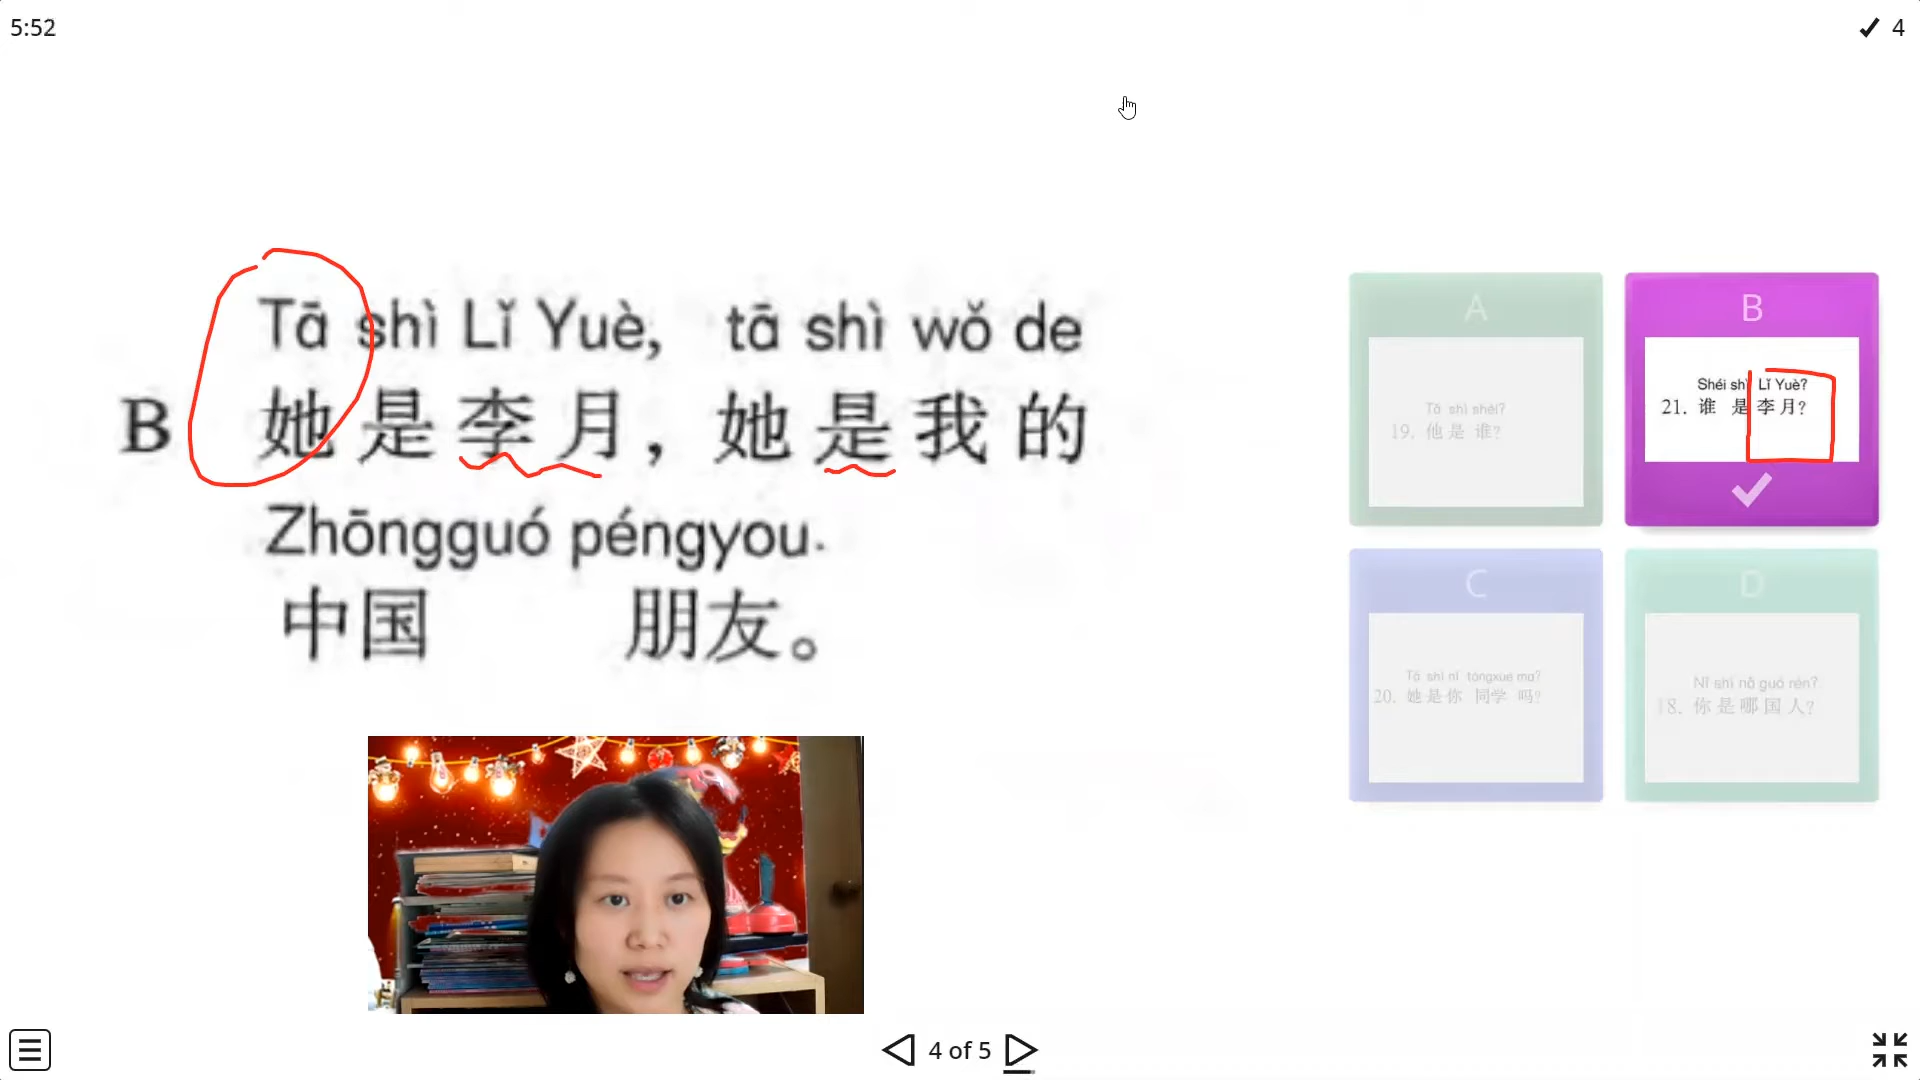 5:52
4
Tā shì Lǐ Yuè, tā shì wǒ de
B 她是李月，她是我的
Zhōngguó péngyou.
中国 朋友。
A
Tā shì shéi?
19. 他是谁?
B
Shéi shì Lǐ Yuè?
21. 谁 是李月?
C
Tā shì nǐ tóngxué ma?
20. 她是你 同学 吗?
D
Nǐ shì nǎ guó rén?
18. 你是哪国人?
4 of 5